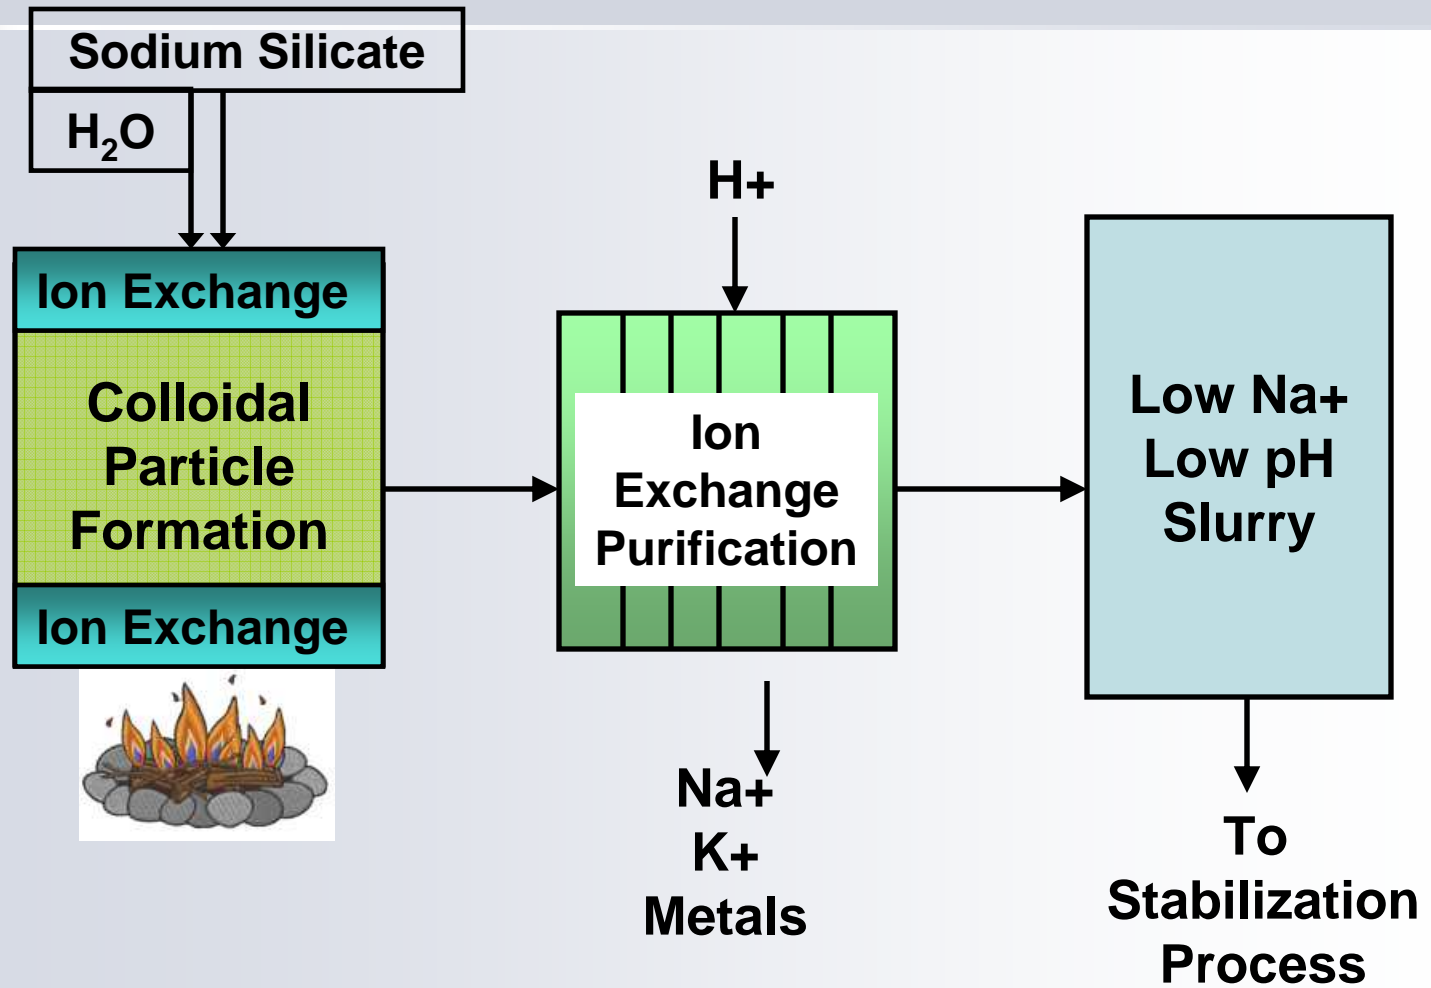 Sodium Silicate
H₂O
Ion Exchange
Colloidal
Particle
Formation
Ion Exchange
H+
Ion
Exchange
Purification
Na+
K+
Metals
Low Na+
Low pH
Slurry
To
Stabilization
Process